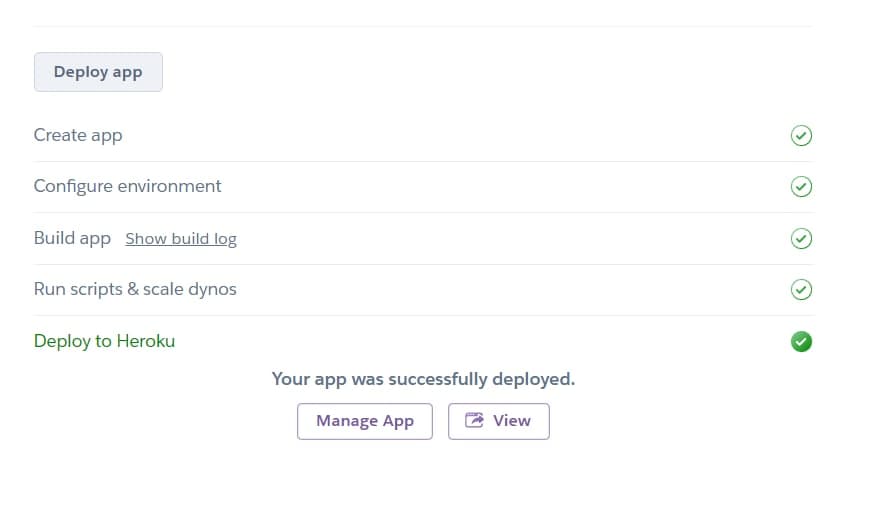 Deploy app
Create app
Configure environment
Build app Show build log
Run scripts & scale dynos
Deploy to Heroku
Your app was successfully deployed.
Manage App View